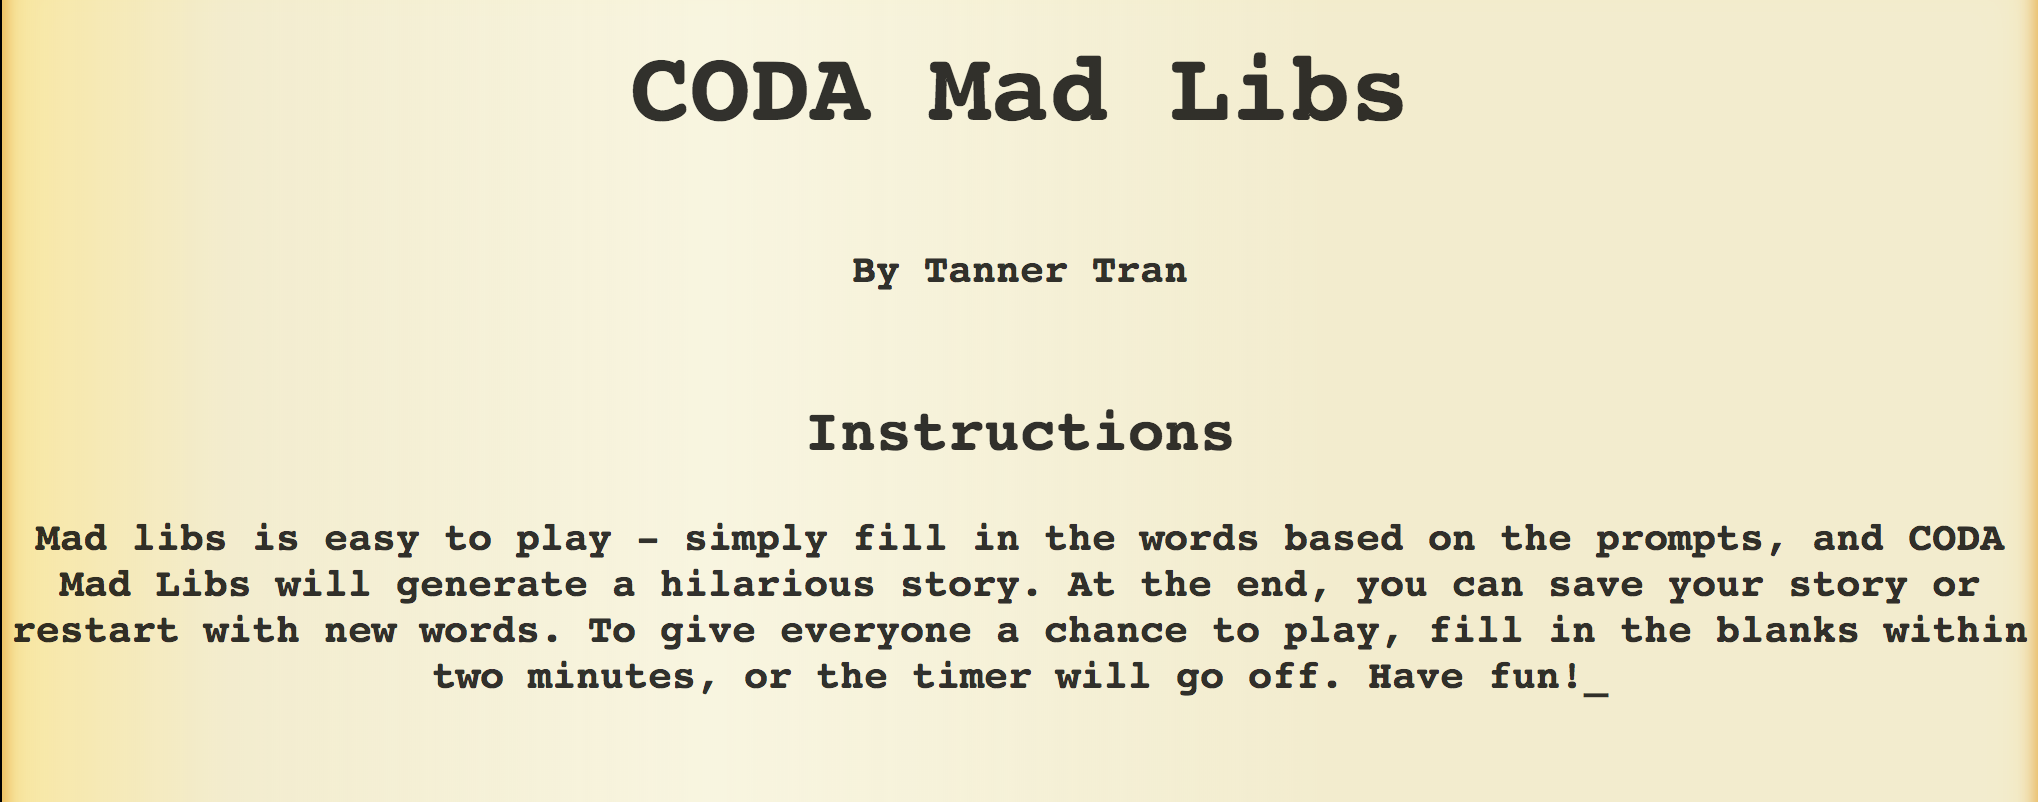 CODA Mad Libs
By Tanner Tran
Instructions
Mad libs is easy to play - simply fill in the words based on the prompts, and CODA
Mad Libs will generate a hilarious story. At the end, you can save your story or
restart with new words. To give everyone a chance to play, fill in the blanks within
two minutes, or the timer will go off. Have fun!_